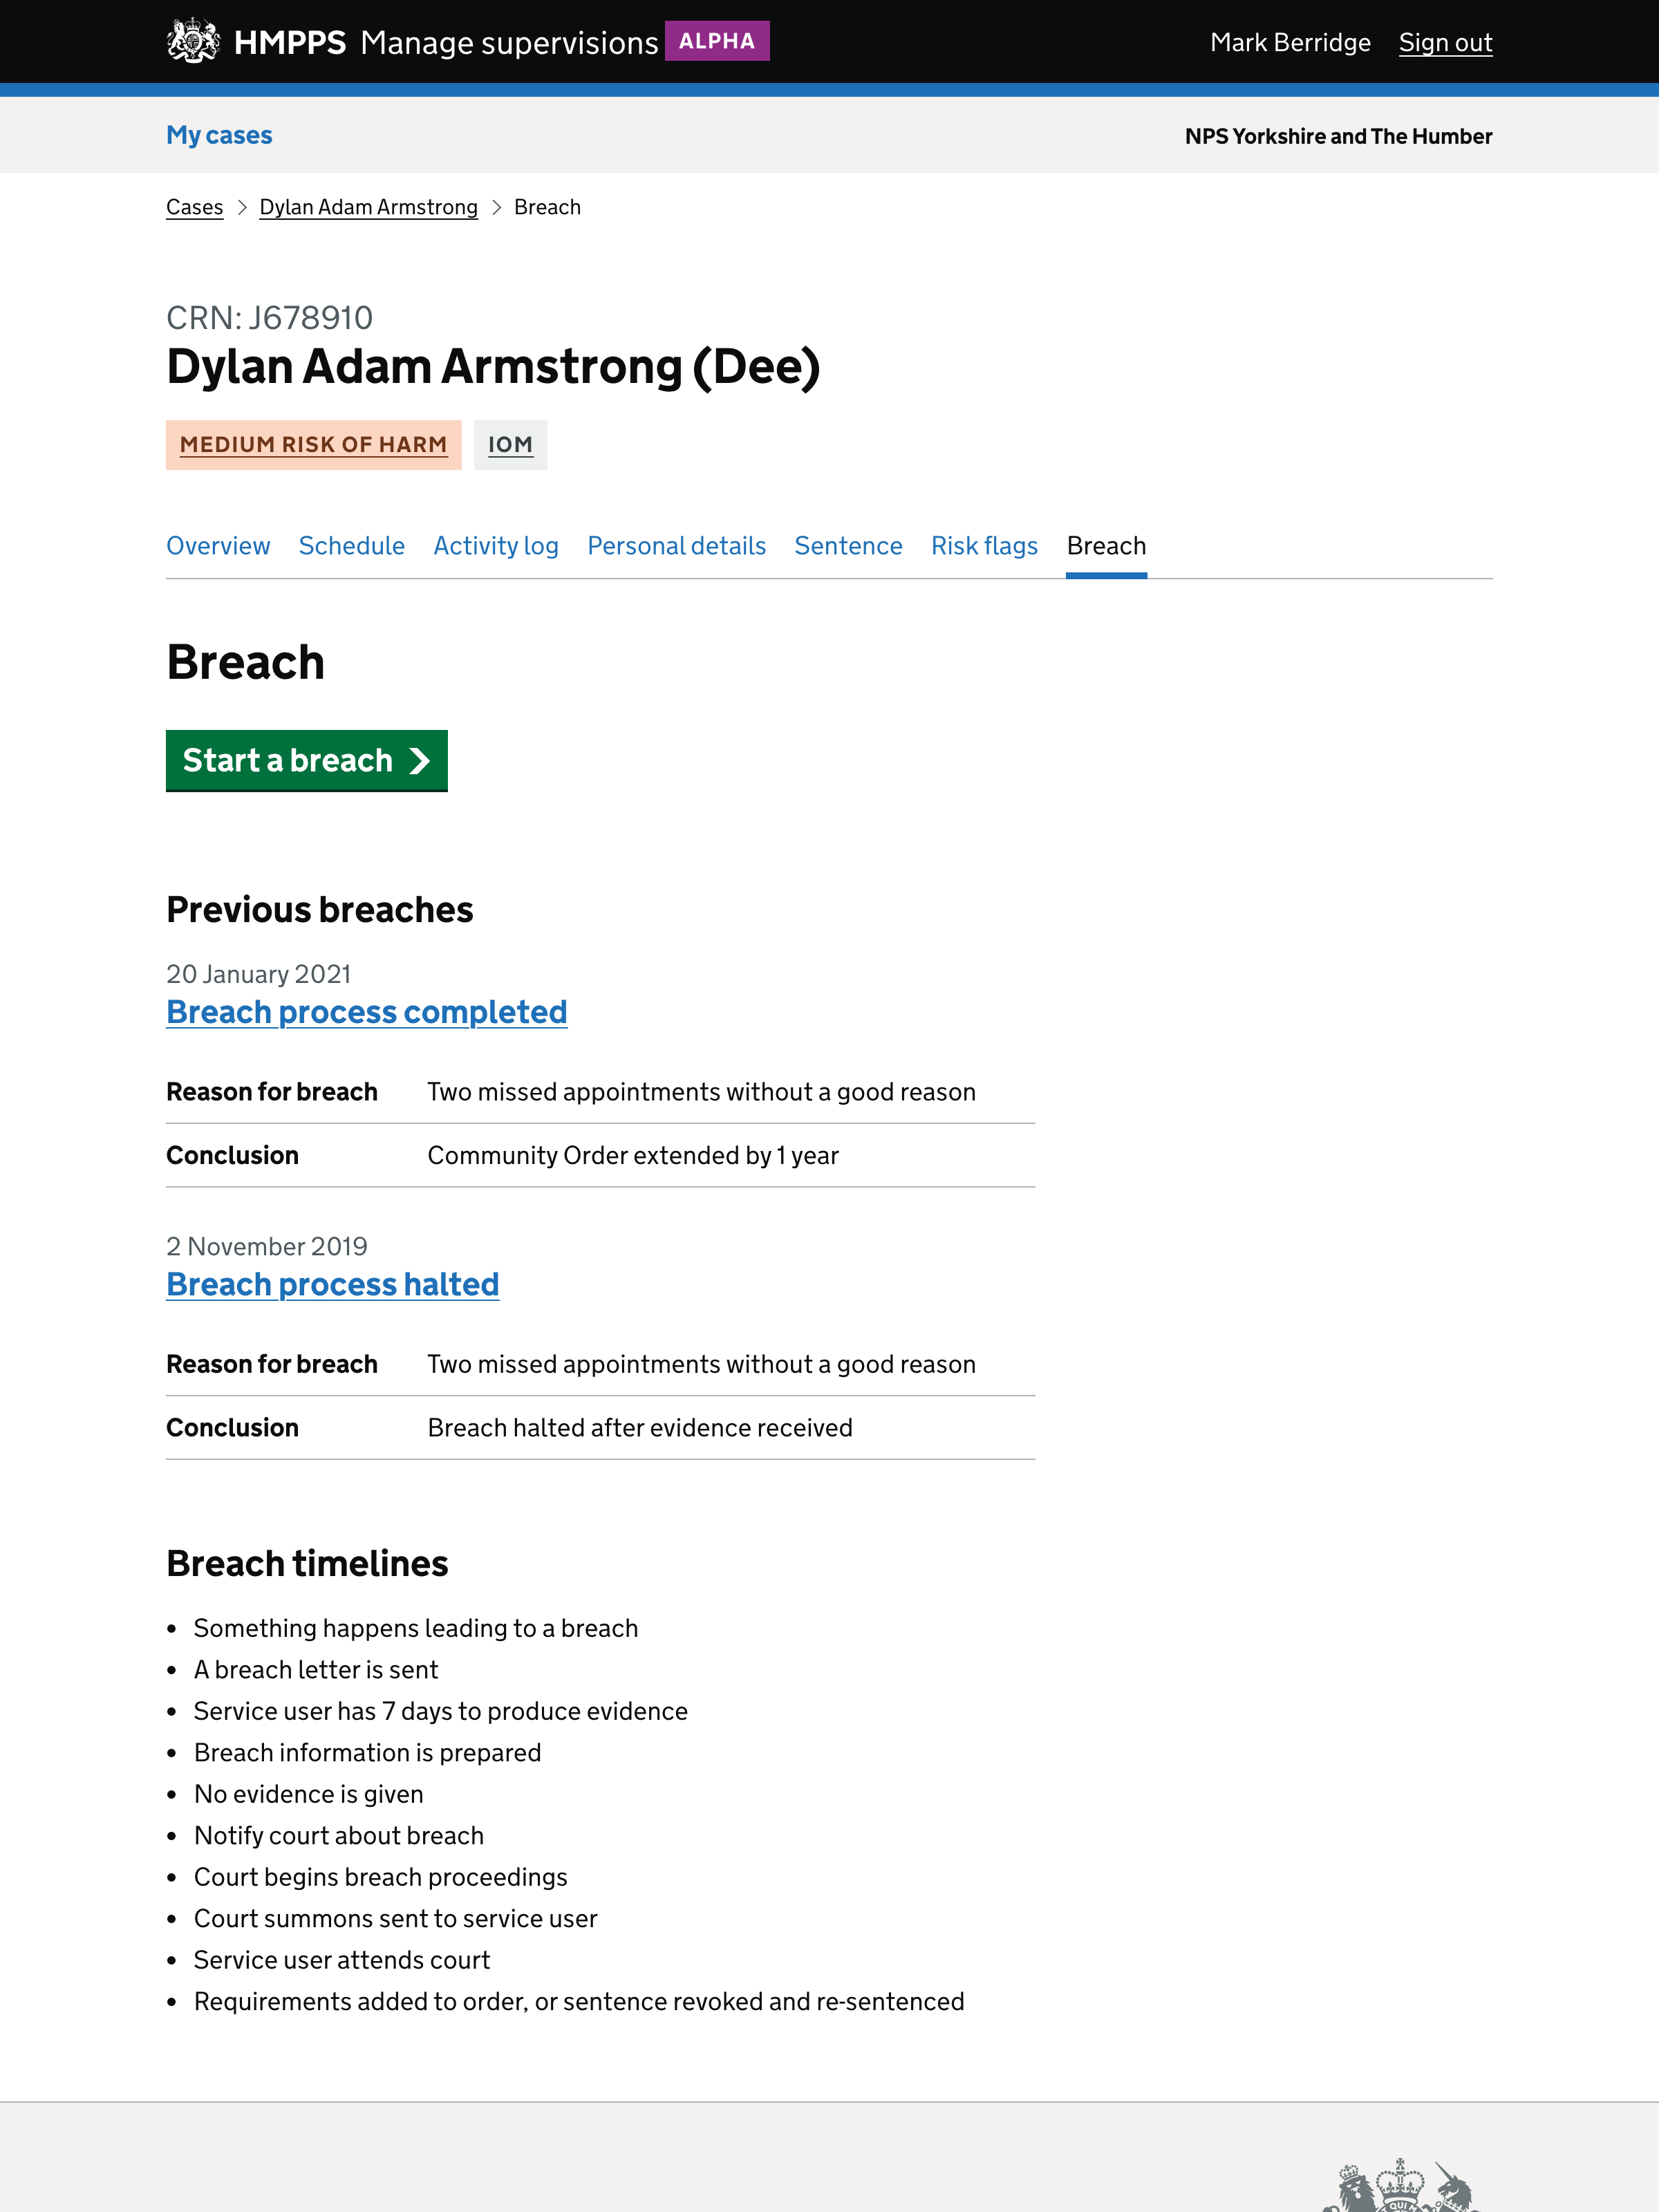 HMPPS Manage supervisions ALPHA Mark Berridge Sign out
My cases NPS Yorkshire and The Humber
Cases > Dylan Adam Armstrong > Breach
CRN: J678910
Dylan Adam Armstrong (Dee)
MEDIUM RISK OF HARM IOM
Overview Schedule Activity log Personal details Sentence Risk flags Breach
Breach
Start a breach
Previous breaches
20 January 2021
Breach process completed
Reason for breach Two missed appointments without a good reason
Conclusion Community Order extended by 1 year
2 November 2019
Breach process halted
Reason for breach Two missed appointments without a good reason
Conclusion Breach halted after evidence received
Breach timelines
• Something happens leading to a breach
• A breach letter is sent
• Service user has 7 days to produce evidence
• Breach information is prepared
• No evidence is given
• Notify court about breach
• Court begins breach proceedings
• Court summons sent to service user
• Service user attends court
• Requirements added to order, or sentence revoked and re-sentenced